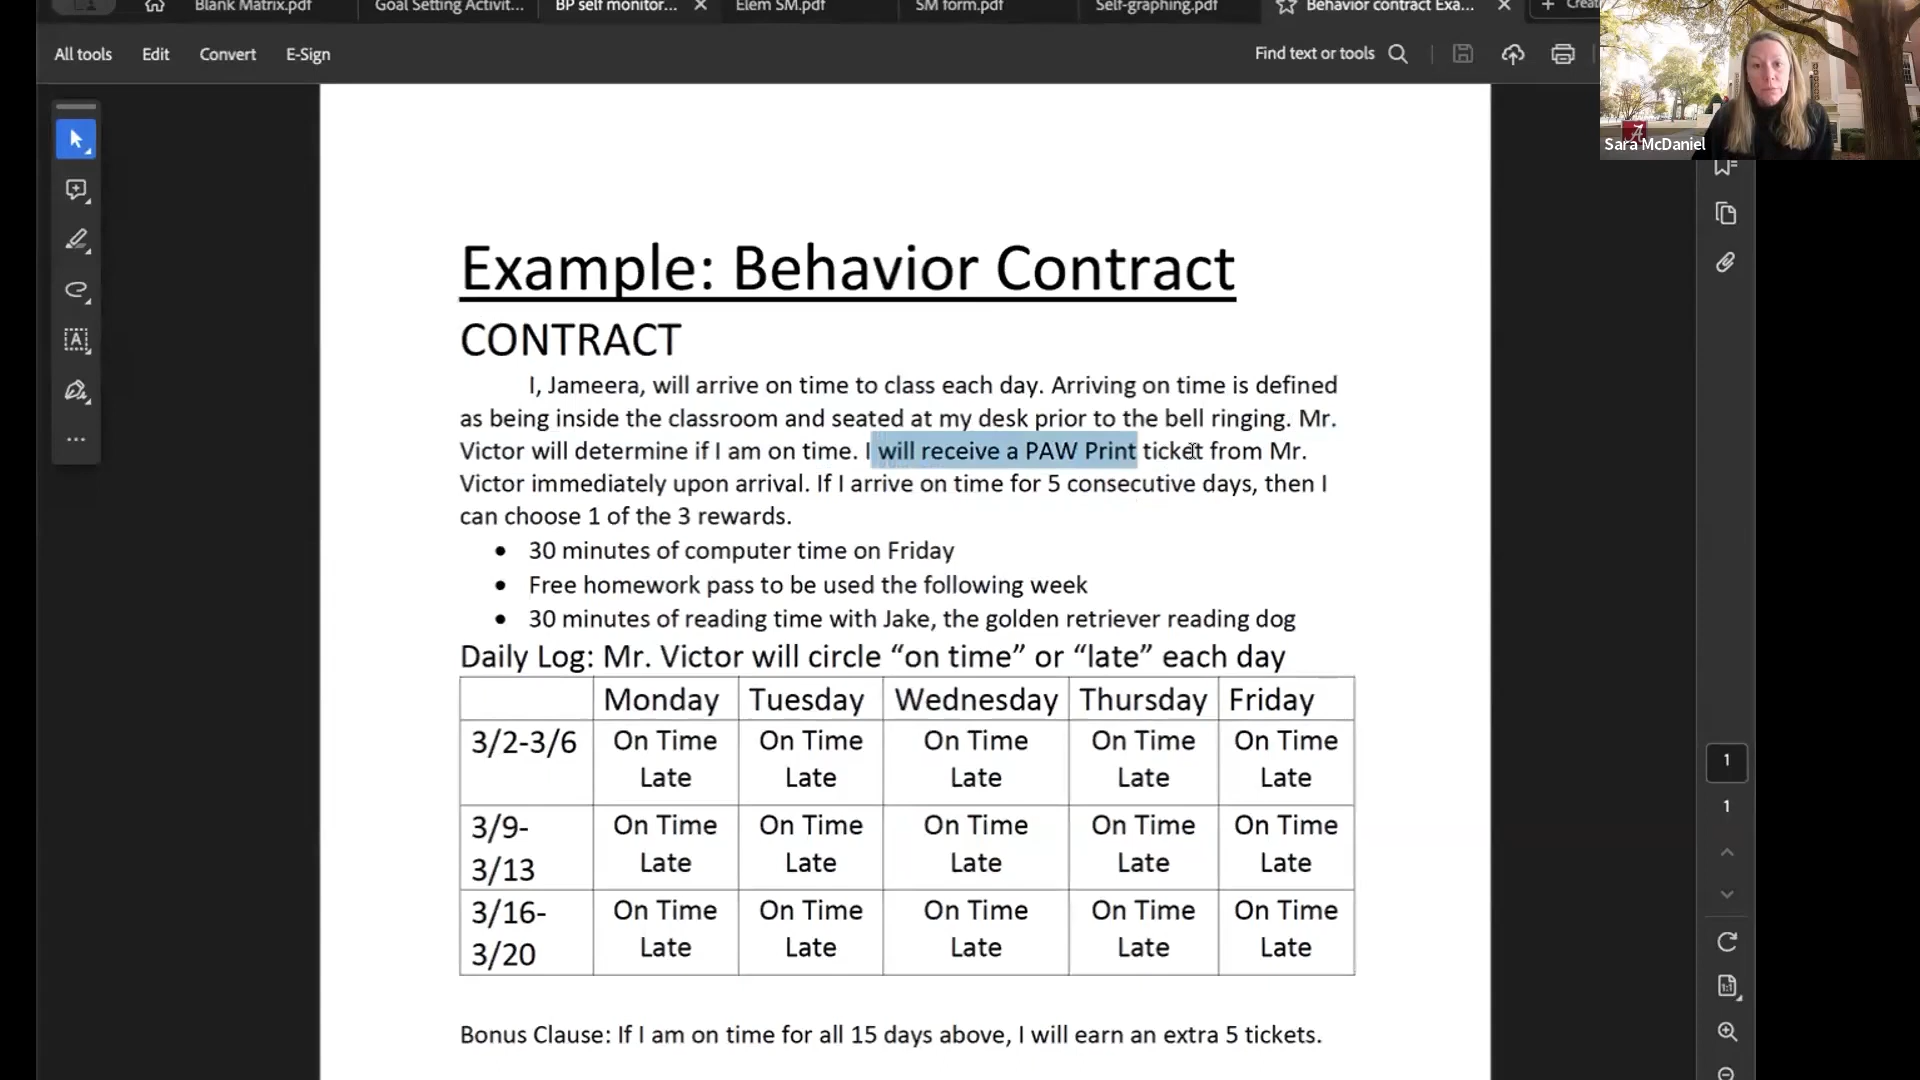 Blank Matrix.pdf
Goal Setting Activit...
BP self monitor...
Elem SM.pdf
SM form.pdf
Self-graphing.pdf
Behavior contract Exa...
All tools
Edit
Convert
E-Sign
Find text or tools
Sara McDaniel
Example: Behavior Contract
CONTRACT
I, Jameera, will arrive on time to class each day. Arriving on time is defined
as being inside the classroom and seated at my desk prior to the bell ringing. Mr.
Victor will determine if I am on time. I will receive a PAW Print ticket from Mr.
Victor immediately upon arrival. If I arrive on time for 5 consecutive days, then I
can choose 1 of the 3 rewards.
• 30 minutes of computer time on Friday
• Free homework pass to be used the following week
• 30 minutes of reading time with Jake, the golden retriever reading dog
Daily Log: Mr. Victor will circle “on time” or “late” each day
Monday Tuesday Wednesday Thursday Friday
3/2-3/6 On Time On Time On Time On Time On Time
Late Late Late Late Late
3/9- On Time On Time On Time On Time On Time
3/13 Late Late Late Late Late
3/16- On Time On Time On Time On Time On Time
3/20 Late Late Late Late Late
Bonus Clause: If I am on time for all 15 days above, I will earn an extra 5 tickets.
1
1